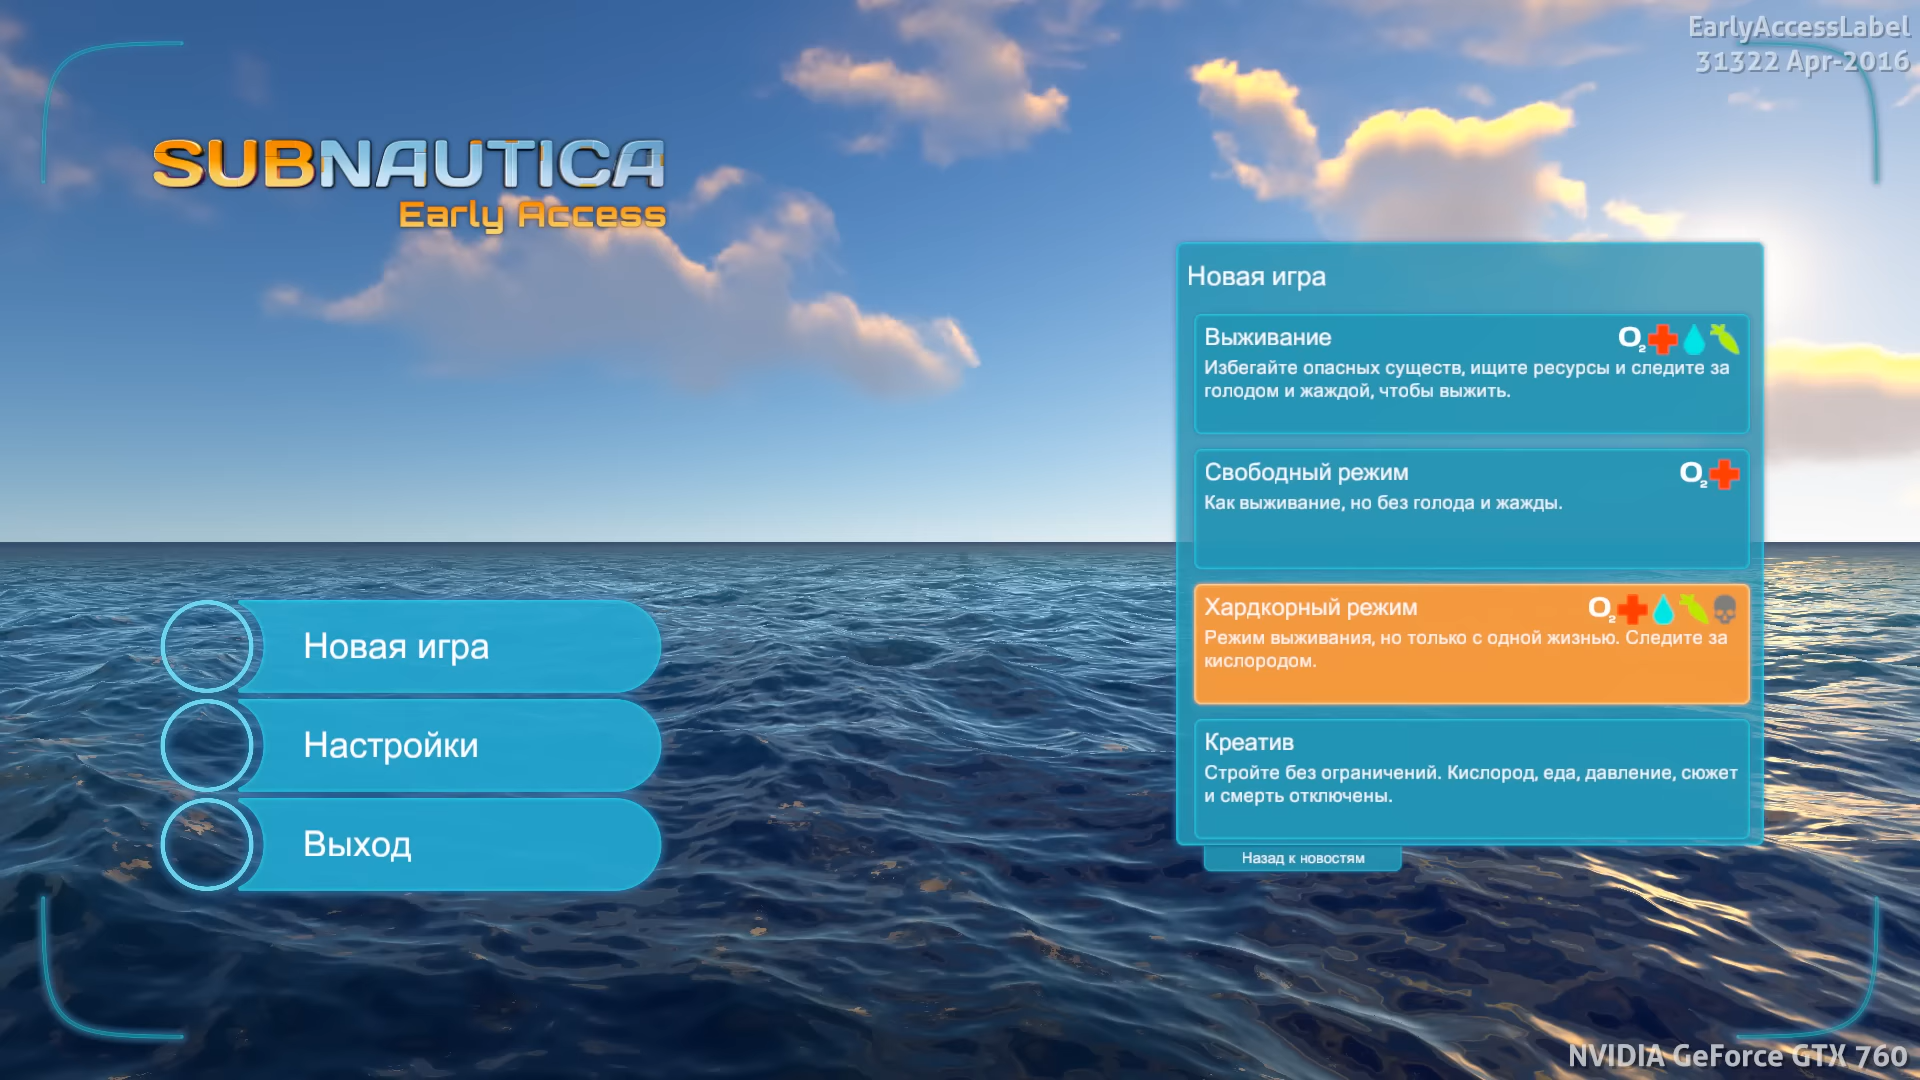 EarlyAccessLabel
31322 Apr-2016
SUBNAUTICA
Early Access
Новая игра
Настройки
Выход
Новая игра
Выживание
O₂
Избегайте опасных существ, ищите ресурсы и следите за
голодом и жаждой, чтобы выжить.
Свободный режим
O₂
Как выживание, но без голода и жажды.
Хардкорный режим
O₂
Режим выживания, но только с одной жизнью. Следите за
кислородом.
Креатив
Стройте без ограничений. Кислород, еда, давление, сюжет
и смерть отключены.
Назад к новостям
NVIDIA GeForce GTX 760